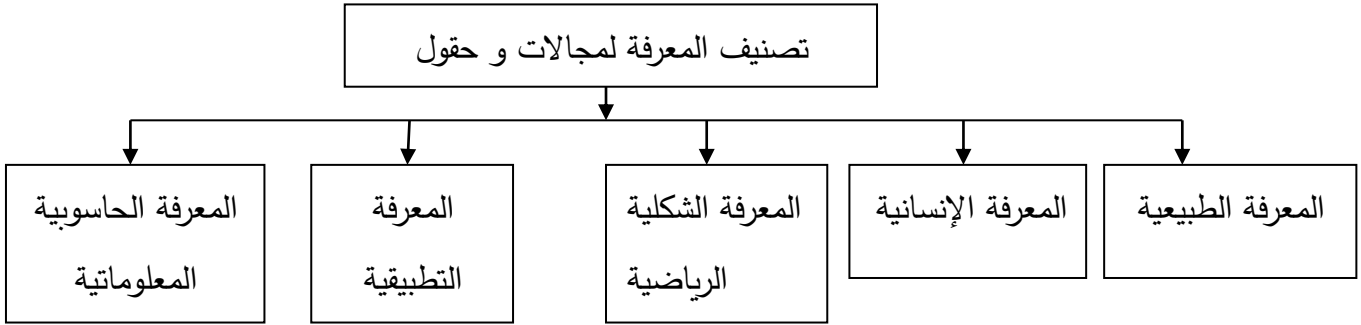 تصنيف المعرفة لمجالات و حقول
المعرفة الطبيعية
المعرفة الإنسانية
المعرفة الشكلية
الرياضية
المعرفة
التطبيقية
المعرفة الحاسوبية
المعلوماتية